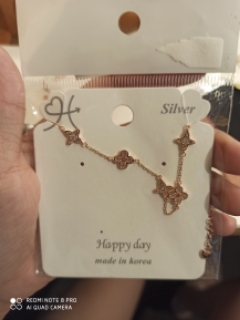 Silver
Happy day
made in korea
REDMI NOTE 8 PRO
AI QUAD CAMERA